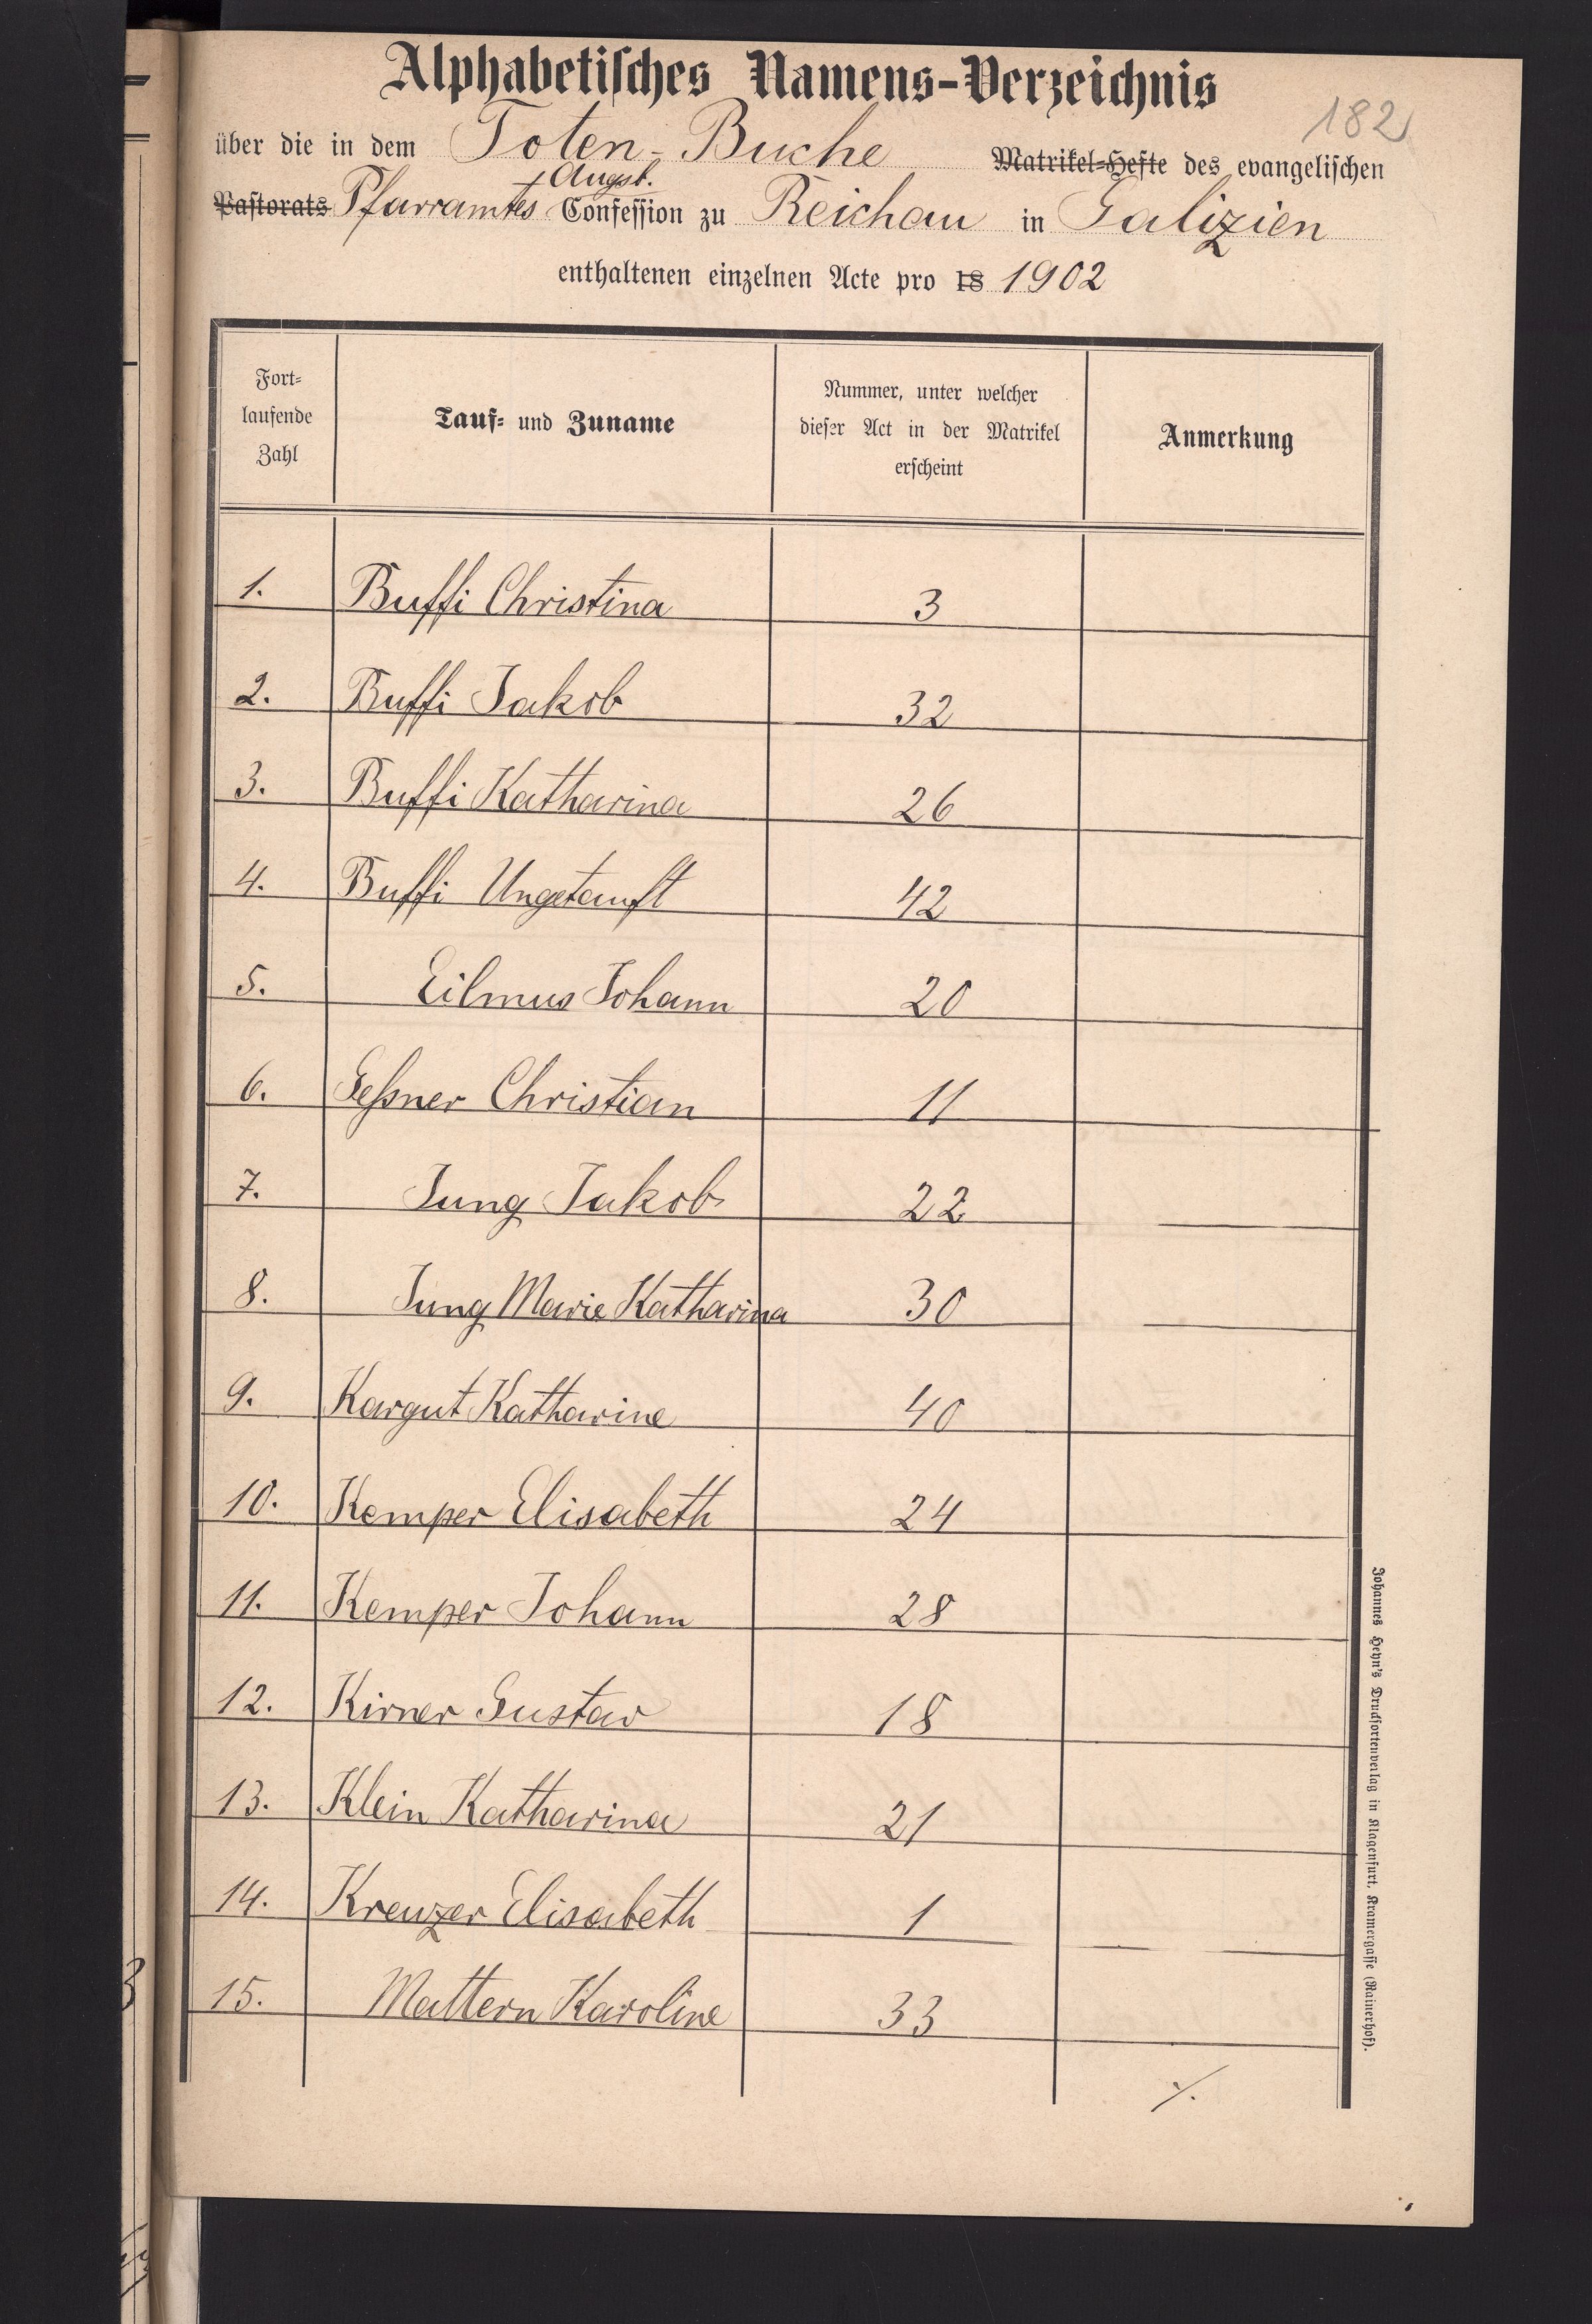 Alphabetisches Namens-Verzeichnis
182
über die in dem Toten-Buche Matrikel-Hefte des evangelischen
Augsb.
Pastorats Pfarramtes Confession zu Reichau in Galizien
enthaltenen einzelnen Acte pro 18 1902
Fort-
laufende
Zahl
Tauf- und Zuname
Nummer, unter welcher
dieser Act in der Matrikel
erscheint
Anmerkung
1. Buffi Christina 3
2. Buffi Jakob 32
3. Buffi Katharina 26
4. Buffi Ungetauft 42
5. Eilmus Johann 20
6. Geßner Christian 11
7. Jung Jakob 22
8. Jung Marie Katharina 30
9. Kargut Katharine 40
10. Kemper Elisabeth 24
11. Kemper Johann 28
12. Kirner Gustav 18
13. Klein Katharina 21
14. Kreuzer Elisabeth 1
15. Mattern Karoline 33
./.
Johannes Heyn's Drucksortenverlag in Klagenfurt, Kramergasse (Rainerhof).
3